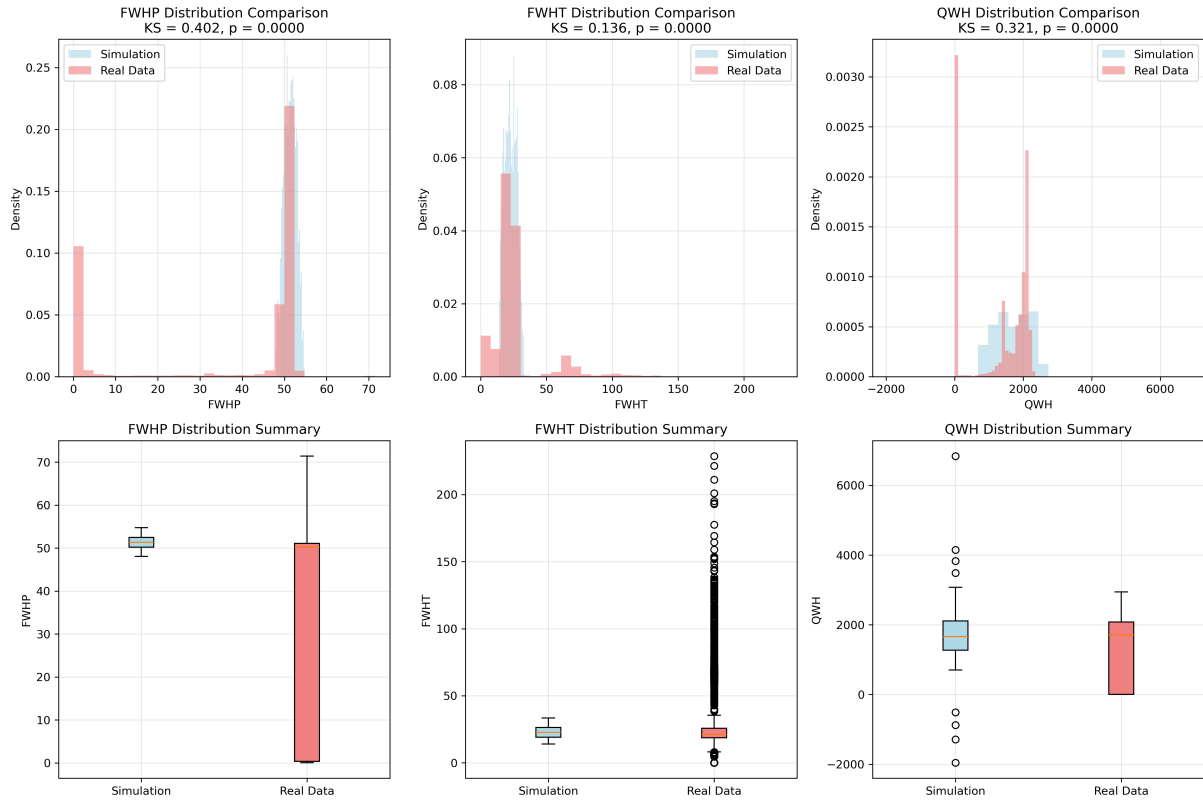 FWHP Distribution Comparison
KS = 0.402, p = 0.0000
Simulation
Real Data
0.25
0.20
0.15
0.10
0.05
0.00
Density
0
10
20
30
40
50
60
70
FWHP
FWHT Distribution Comparison
KS = 0.136, p = 0.0000
Simulation
Real Data
0.08
0.06
0.04
0.02
0.00
Density
0
50
100
150
200
FWHT
QWH Distribution Comparison
KS = 0.321, p = 0.0000
Simulation
Real Data
0.0030
0.0025
0.0020
0.0015
0.0010
0.0005
0.0000
Density
−2000
0
2000
4000
6000
QWH
FWHP Distribution Summary
70
60
50
40
30
20
10
0
FWHP
Simulation
Real Data
FWHT Distribution Summary
200
150
100
50
0
FWHT
Simulation
Real Data
QWH Distribution Summary
6000
4000
2000
0
−2000
QWH
Simulation
Real Data